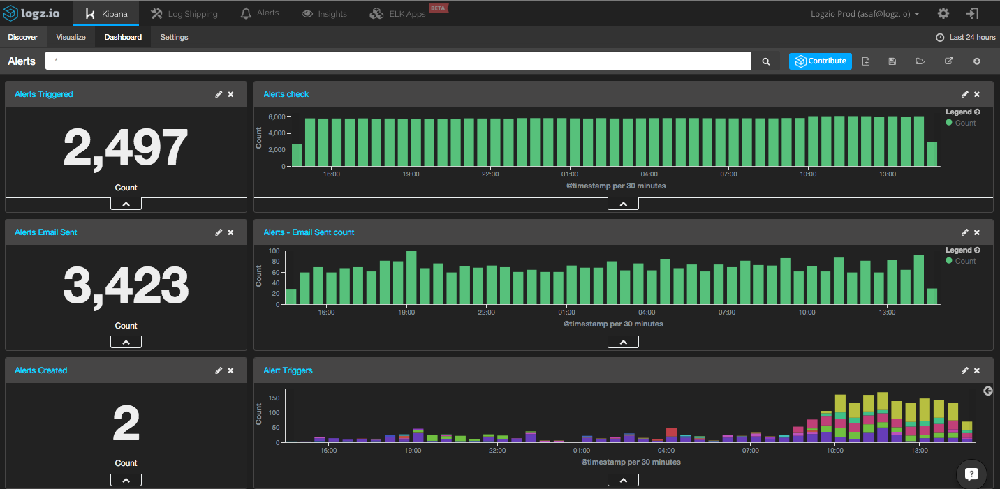 logz.io Kibana Log Shipping Alerts Insights ELK Apps BETA Logzio Prod (asaf@logz.io)
Discover Visualize Dashboard Settings Last 24 hours
Alerts * Contribute
Alerts Triggered
2,497
Count
Alerts check
Legend
Count
6,000
4,000
2,000
0
Count
16:00 19:00 22:00 01:00 04:00 07:00 10:00 13:00
@timestamp per 30 minutes
Alerts Email Sent
3,423
Count
Alerts - Email Sent count
Legend
Count
100
80
60
40
20
0
Count
16:00 19:00 22:00 01:00 04:00 07:00 10:00 13:00
@timestamp per 30 minutes
Alerts Created
2
Count
Alert Triggers
150
100
50
0
Count
16:00 19:00 22:00 01:00 04:00 07:00 10:00 13:00
@timestamp per 30 minutes
?